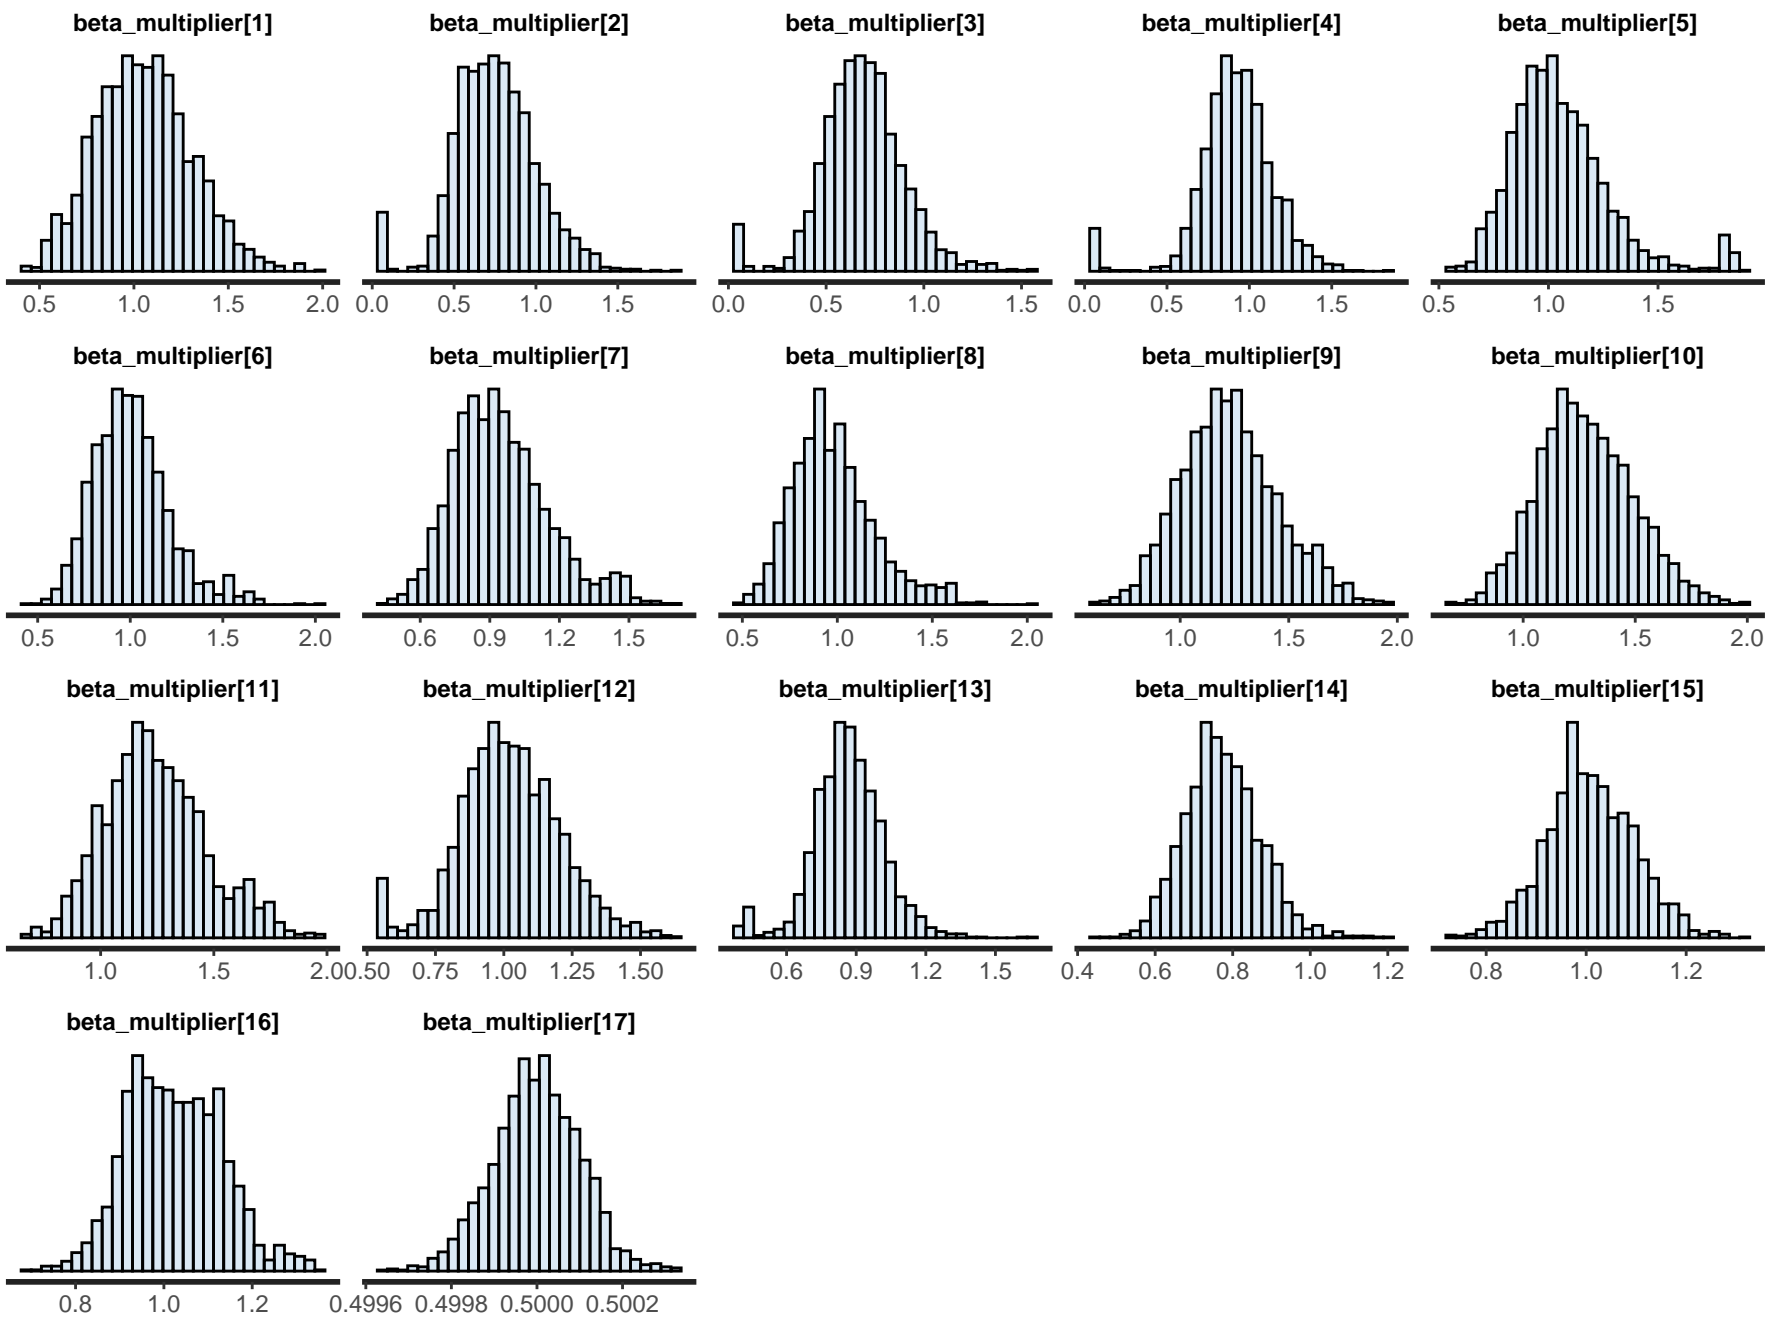 beta_multiplier[1] beta_multiplier[2] beta_multiplier[3] beta_multiplier[4] beta_multiplier[5]
0.5 1.0 1.5 2.0 0.0 0.5 1.0 1.5 0.0 0.5 1.0 1.5 0.0 0.5 1.0 1.5 0.5 1.0 1.5
beta_multiplier[6] beta_multiplier[7] beta_multiplier[8] beta_multiplier[9] beta_multiplier[10]
0.5 1.0 1.5 2.0 0.6 0.9 1.2 1.5 0.5 1.0 1.5 2.0 1.0 1.5 2.0 1.0 1.5 2.0
beta_multiplier[11] beta_multiplier[12] beta_multiplier[13] beta_multiplier[14] beta_multiplier[15]
1.0 1.5 2.00.50 0.75 1.00 1.25 1.50 0.6 0.9 1.2 1.5 0.4 0.6 0.8 1.0 1.2 0.8 1.0 1.2
beta_multiplier[16] beta_multiplier[17]
0.8 1.0 1.2 0.4996 0.4998 0.5000 0.5002